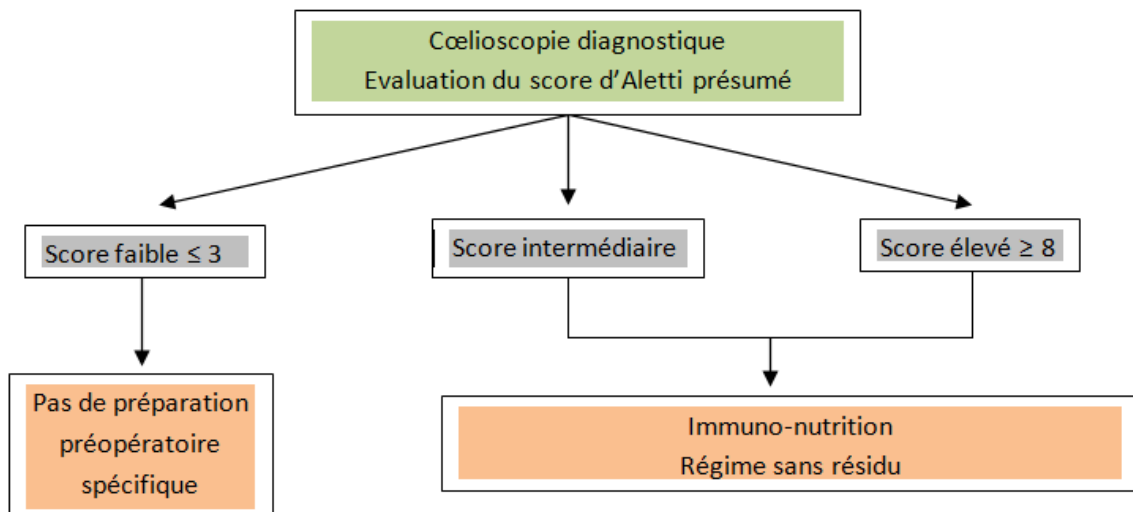 Cœlioscopie diagnostique
Evaluation du score d’Aletti présumé
Score faible ≤ 3
Score intermédiaire
Score élevé ≥ 8
Pas de préparation
préopératoire
spécifique
Immuno-nutrition
Régime sans résidu